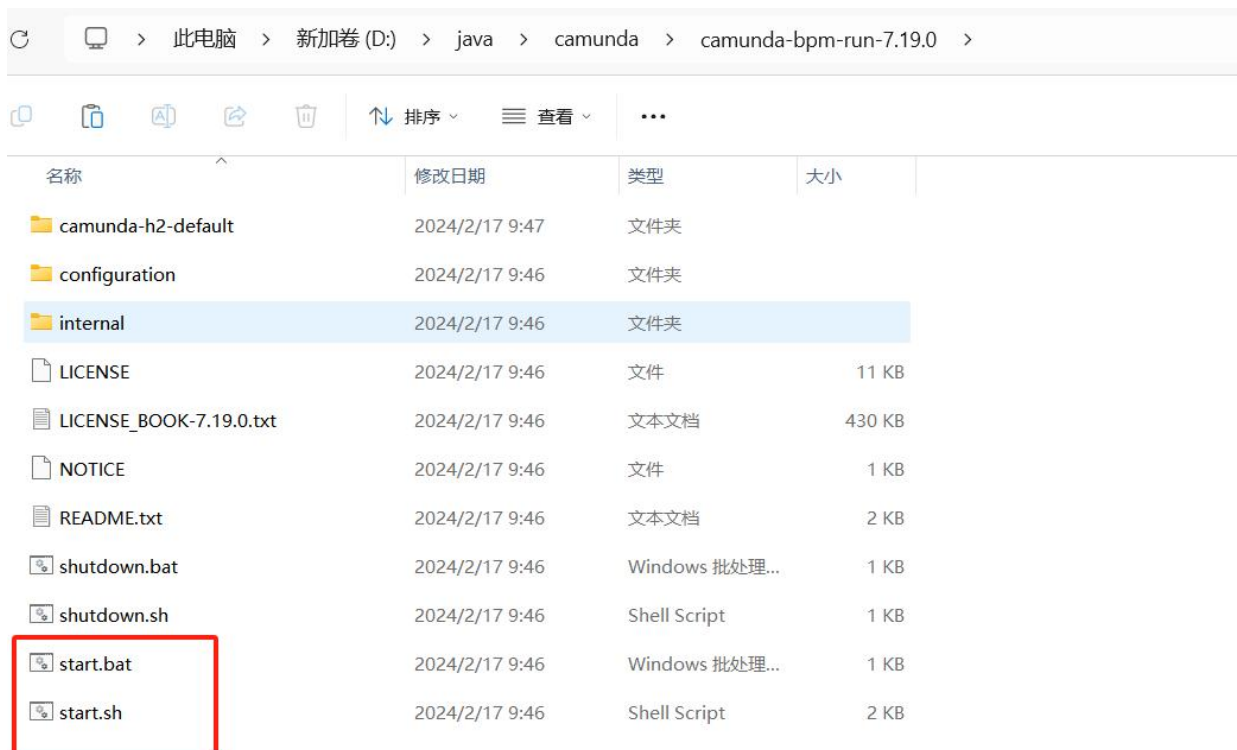 此电脑 > 新加卷 (D:) > java > camunda > camunda-bpm-run-7.19.0 >
排序 查看 ...
名称 修改日期 类型 大小
camunda-h2-default 2024/2/17 9:47 文件夹
configuration 2024/2/17 9:46 文件夹
internal 2024/2/17 9:46 文件夹
LICENSE 2024/2/17 9:46 文件 11 KB
LICENSE_BOOK-7.19.0.txt 2024/2/17 9:46 文本文档 430 KB
NOTICE 2024/2/17 9:46 文件 1 KB
README.txt 2024/2/17 9:46 文本文档 2 KB
shutdown.bat 2024/2/17 9:46 Windows 批处理... 1 KB
shutdown.sh 2024/2/17 9:46 Shell Script 1 KB
start.bat 2024/2/17 9:46 Windows 批处理... 1 KB
start.sh 2024/2/17 9:46 Shell Script 2 KB